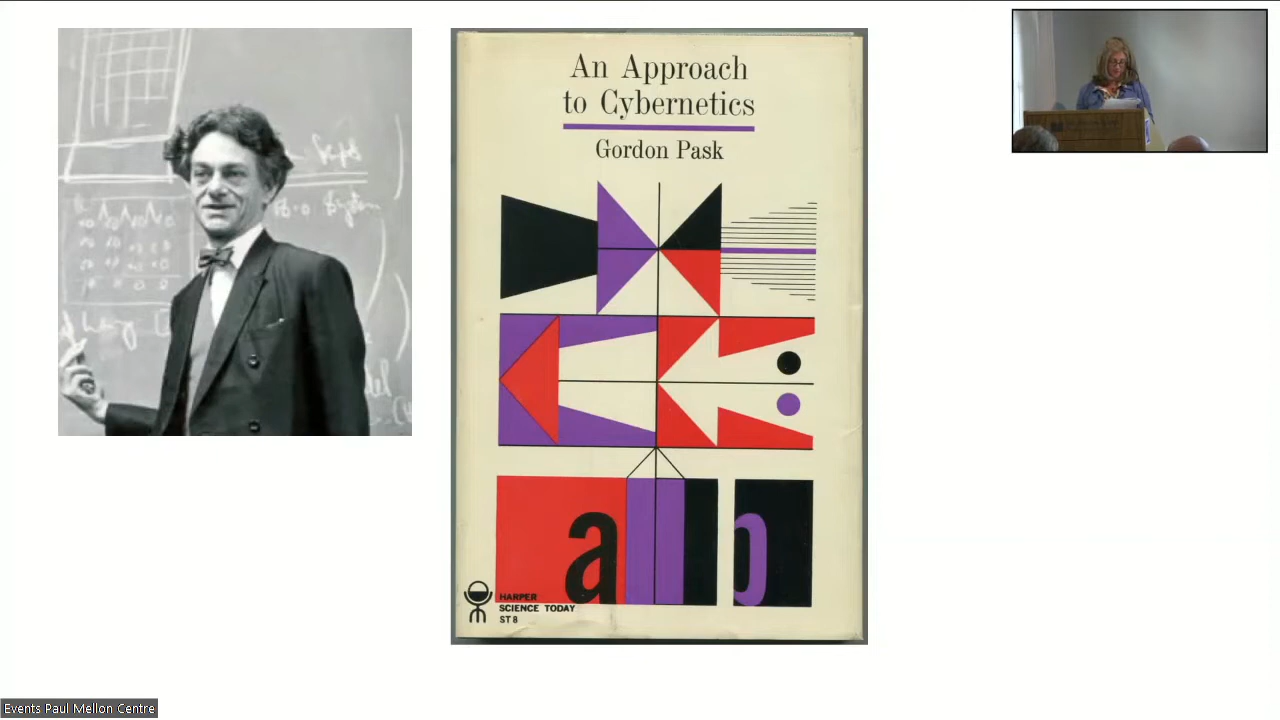 An Approach
to Cybernetics
Gordon Pask
a
b
HARPER
SCIENCE TODAY
ST 8
Events Paul Mellon Centre